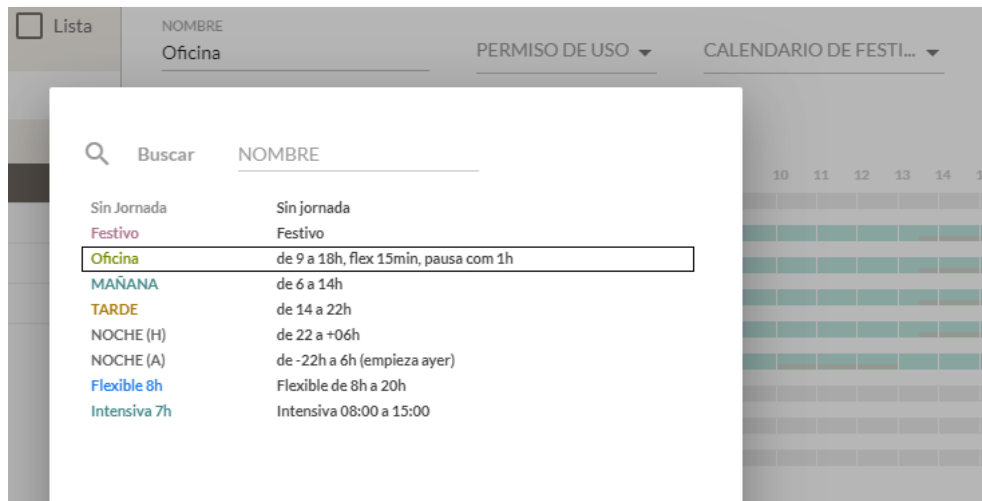 Lista
NOMBRE
Oficina
PERMISO DE USO
CALENDARIO DE FESTI...
Buscar NOMBRE
10 11 12 13 14
Sin Jornada Sin jornada
Festivo Festivo
Oficina de 9 a 18h, flex 15min, pausa com 1h
MAÑANA de 6 a 14h
TARDE de 14 a 22h
NOCHE (H) de 22 a +06h
NOCHE (A) de -22h a 6h (empieza ayer)
Flexible 8h Flexible de 8h a 20h
Intensiva 7h Intensiva 08:00 a 15:00